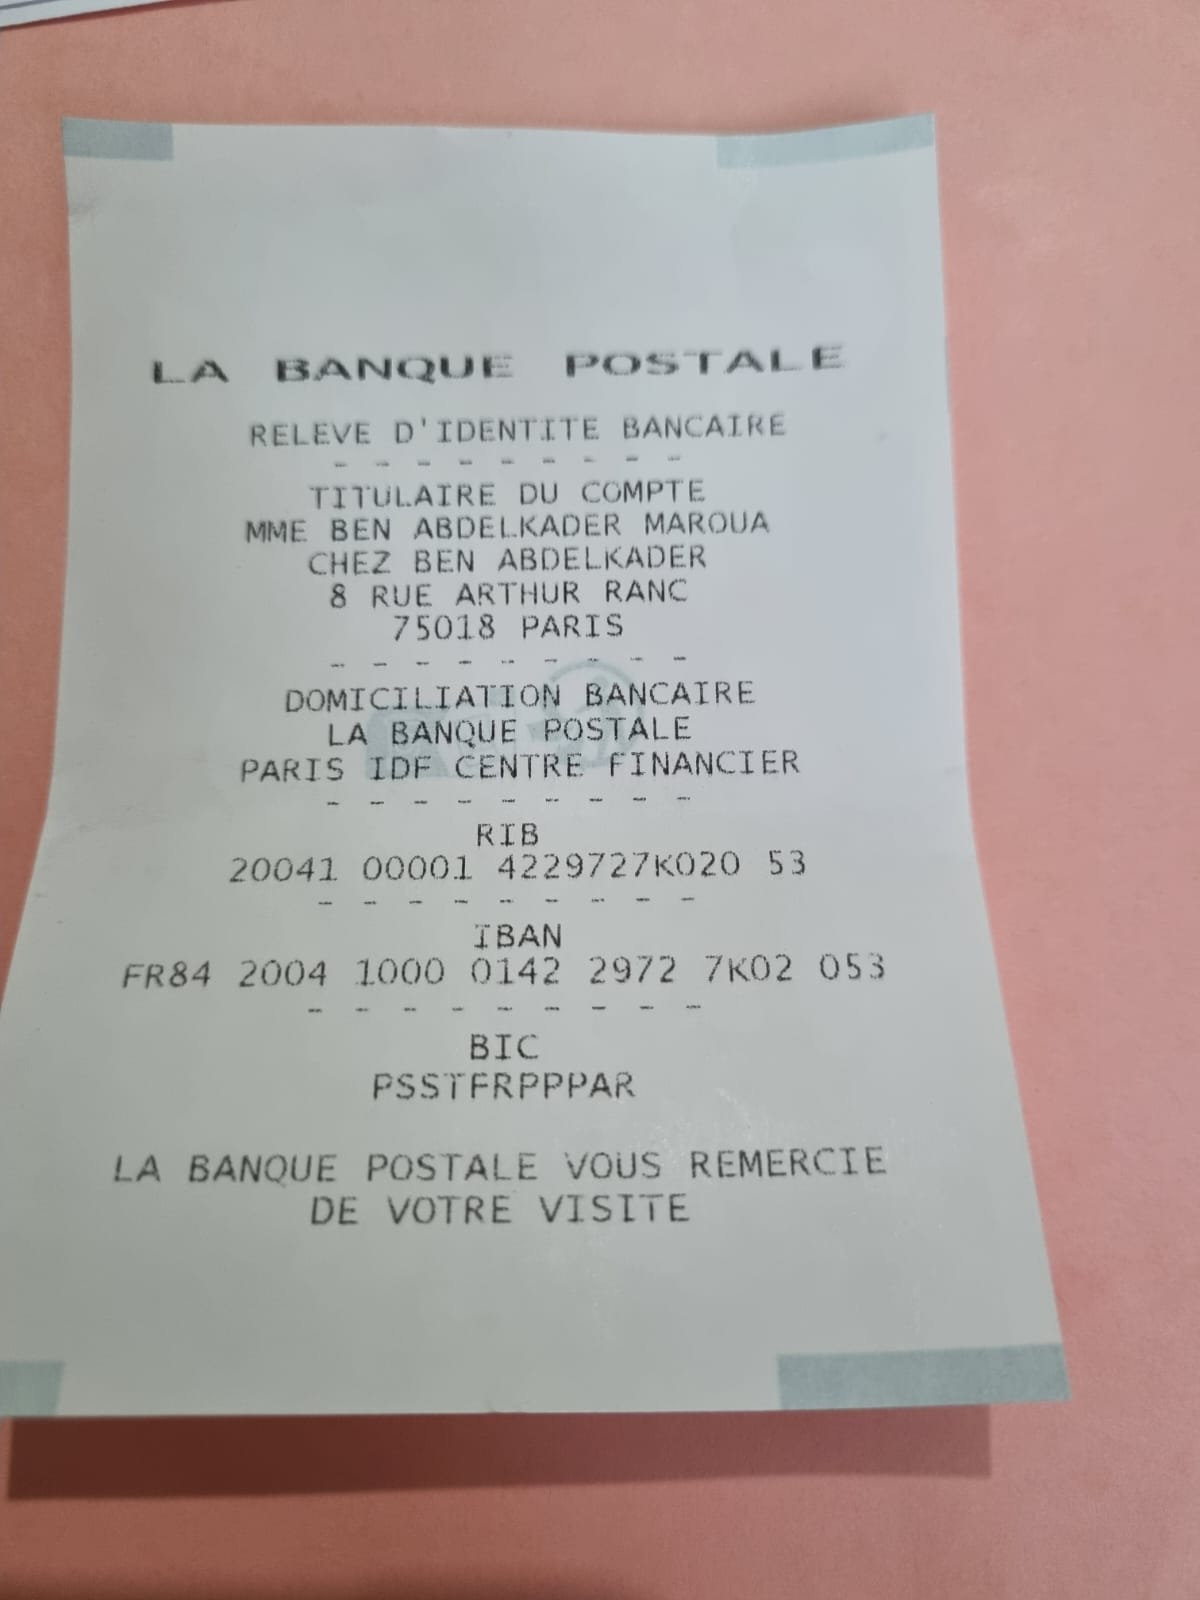 LA BANQUE POSTALE
RELEVE D'IDENTITE BANCAIRE
- - - - - - - - -
TITULAIRE DU COMPTE
MME BEN ABDELKADER MAROUA
CHEZ BEN ABDELKADER
8 RUE ARTHUR RANC
75018 PARIS
- - - - - - - - -
DOMICILIATION BANCAIRE
LA BANQUE POSTALE
PARIS IDF CENTRE FINANCIER
- - - - - - - - -
RIB
20041 00001 4229727K020 53
- - - - - - - - -
IBAN
FR84 2004 1000 0142 2972 7K02 053
- - - - - - - - -
BIC
PSSTFRPPPAR
LA BANQUE POSTALE VOUS REMERCIE
DE VOTRE VISITE